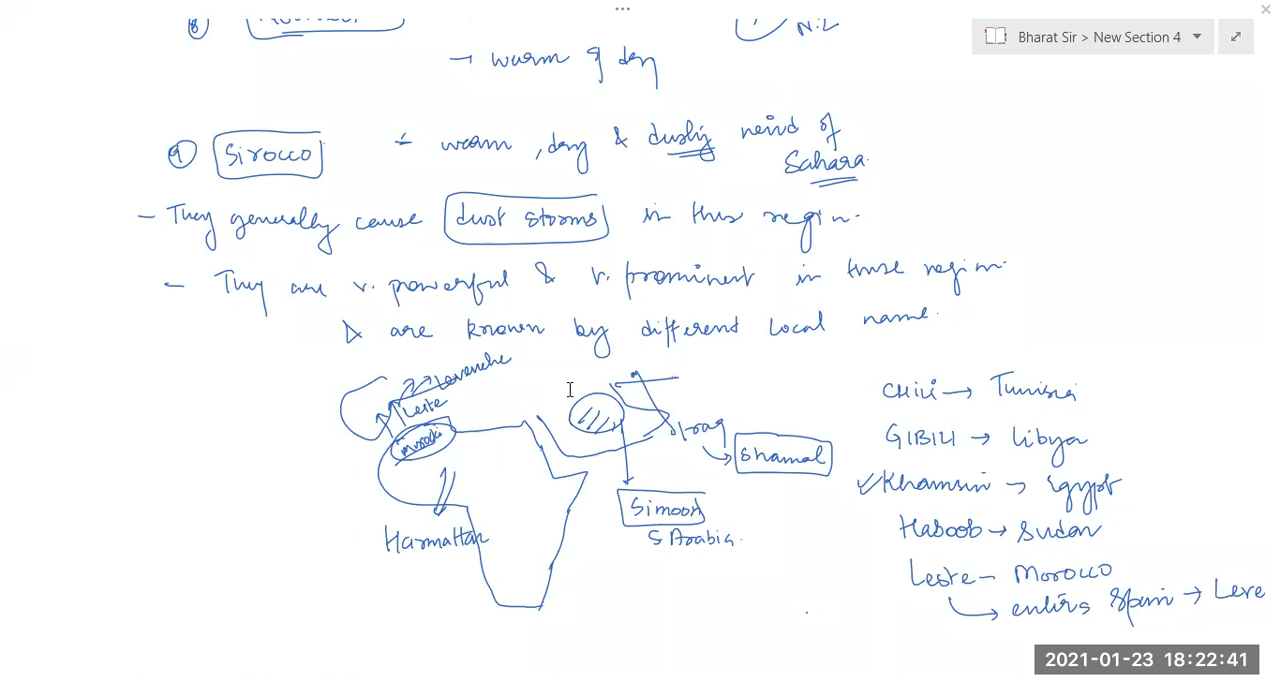 Bharat Sir > New Section 4
8
N.L
→ warm & dry
9 Sirocco - warm, dry & dusty wind of Sahara.
- They generally cause dust storms in this region.
- They are v. powerful & v. prominent in these region.
& are known by different local name.
Levenche
Leste
Iraq
→ Shamal
Simoom
S Arabia.
Harmattan
CHILI → Tunisia
GIBILI → Libya
✓Khamsin → Egypt
Haboob → Sudan
Leste - Morocco
→ enters Spain → Leve
2021-01-23 18:22:41